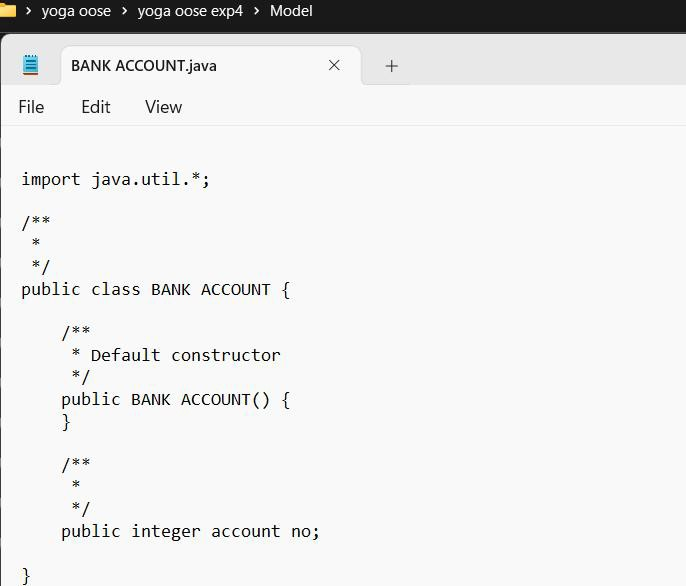 yoga oose > yoga oose exp4 > Model
BANK ACCOUNT.java
File Edit View
import java.util.*;
/**
 *
 */
public class BANK ACCOUNT {
    /**
     * Default constructor
     */
    public BANK ACCOUNT() {
    }
    /**
     *
     */
    public integer account no;
}